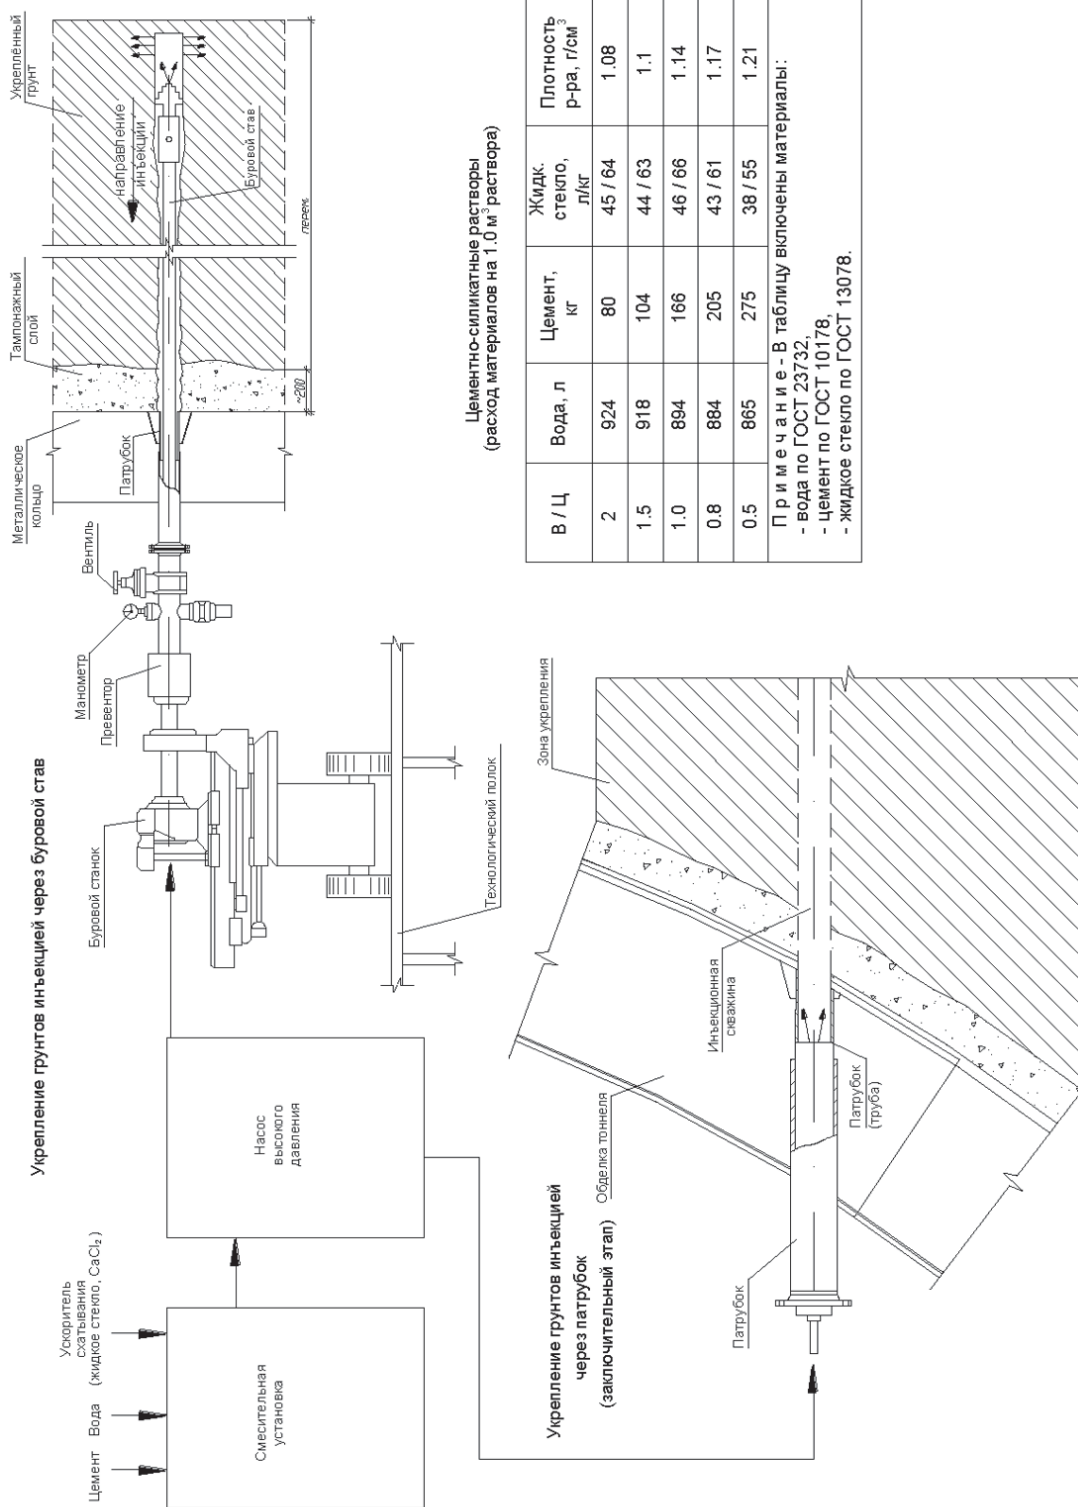 Укрепление грунтов инъекцией через буровой став
Цемент
Вода
Ускоритель
схатывания
(жидкое стекло, CaCl₂)
Смесительная
установка
Насос
высокого
давления
Буровой станок
Превентор
Манометр
Вентиль
Металлическое
кольцо
Патрубок
Тампонажный
слой
Укреплённый
грунт
направление
инъекции
Буровой став
~200
перем.
Технологический полок
Укрепление грунтов инъекцией
через патрубок
(заключительный этап)
Обделка тоннеля
Патрубок
Патрубок
(труба)
Инъекционная
скважина
Зона укрепления
Цементно-силикатные растворы
(расход материалов на 1.0 м³ раствора)
В / Ц Вода, л Цемент, кг Жидк. стекло, л/кг Плотность р-ра, г/см³
2 924 80 45 / 64 1.08
1.5 918 104 44 / 63 1.1
1.0 894 166 46 / 66 1.14
0.8 884 205 43 / 61 1.17
0.5 865 275 38 / 55 1.21
П р и м е ч а н и е - В таблицу включены материалы:
- вода по ГОСТ 23732,
- цемент по ГОСТ 10178,
- жидкое стекло по ГОСТ 13078.